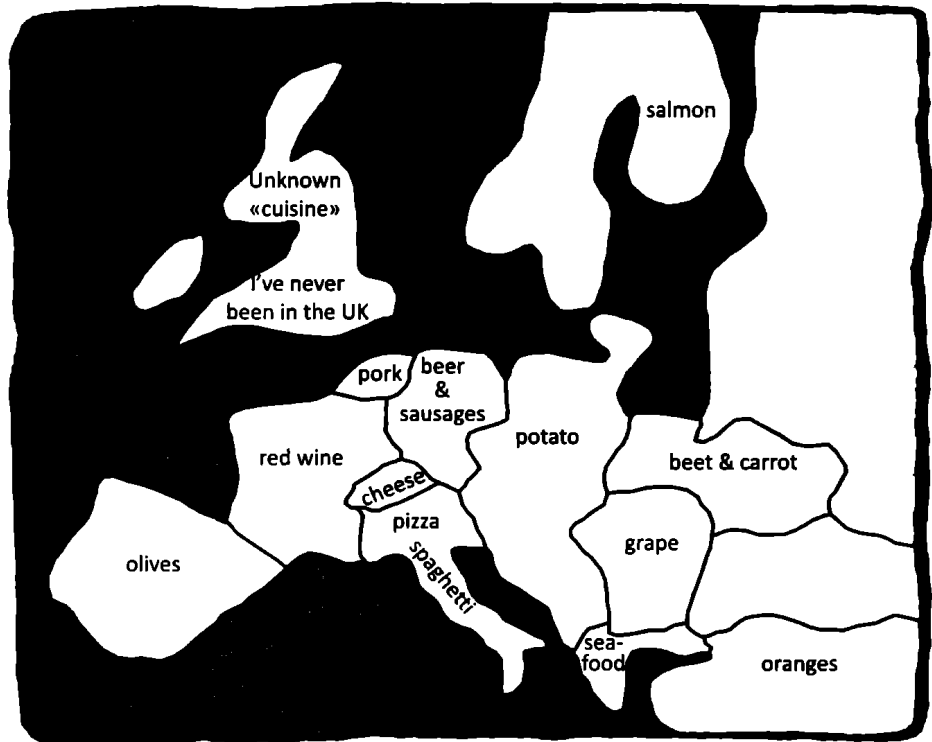 salmon
Unknown
«cuisine»
I've never
been in the UK
pork
beer
&
sausages
potato
red wine
beet & carrot
cheese
pizza
spaghetti
olives
grape
sea-
food
oranges